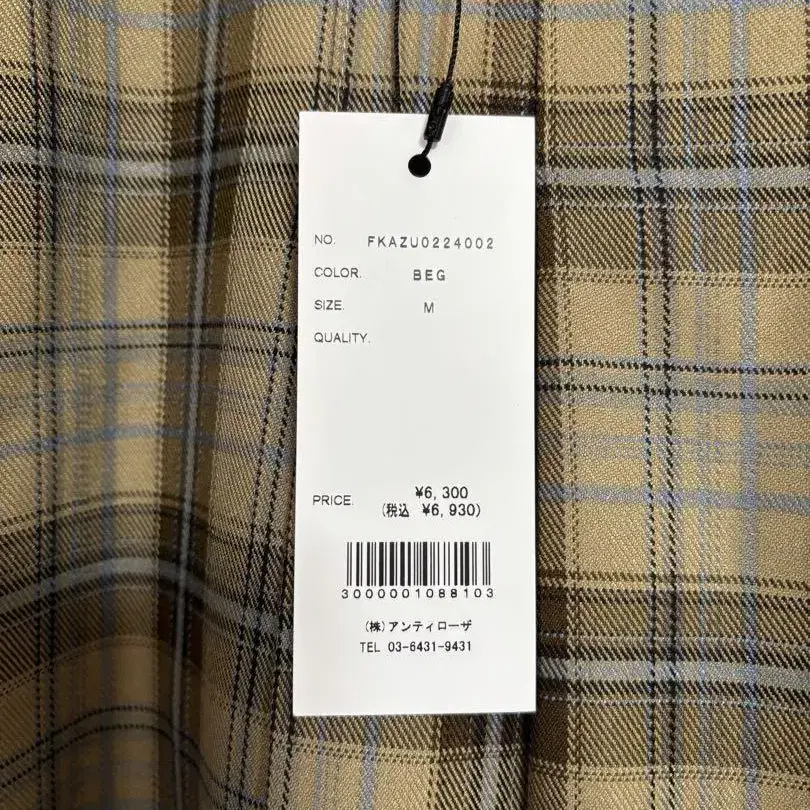 NO. FKAZU0224002
COLOR. BEG
SIZE. M
QUALITY.
PRICE. ¥6,300
(税込 ¥6,930)
3000001088103
(株)アンティローザ
TEL 03-6431-9431